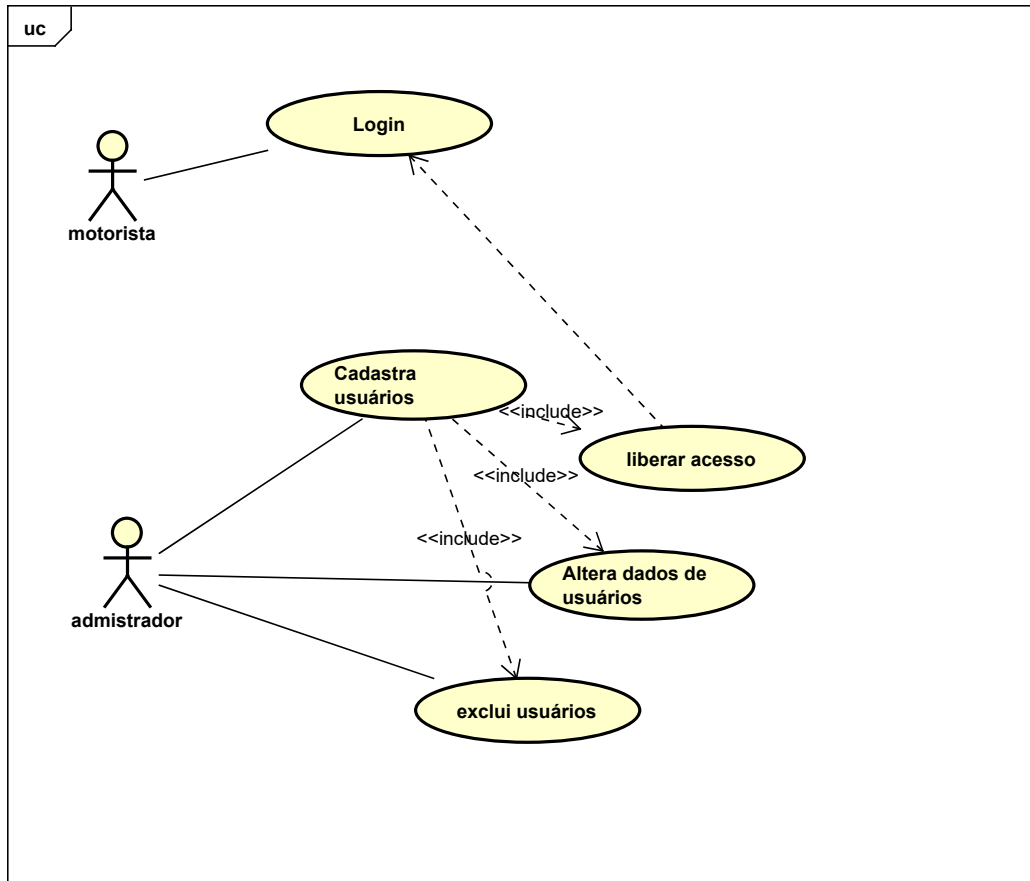 uc
Login
motorista
Cadastra
usuários
<<include>>
liberar acesso
<<include>>
<<include>>
Altera dados de
usuários
admistrador
exclui usuários